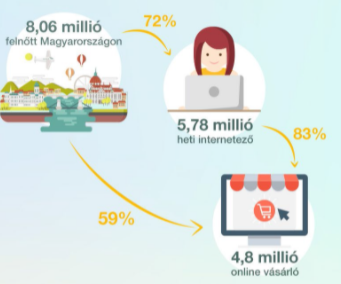 8,06 millió
felnőtt Magyarországon
72%
5,78 millió
heti internetező
83%
59%
4,8 millió
online vásárló